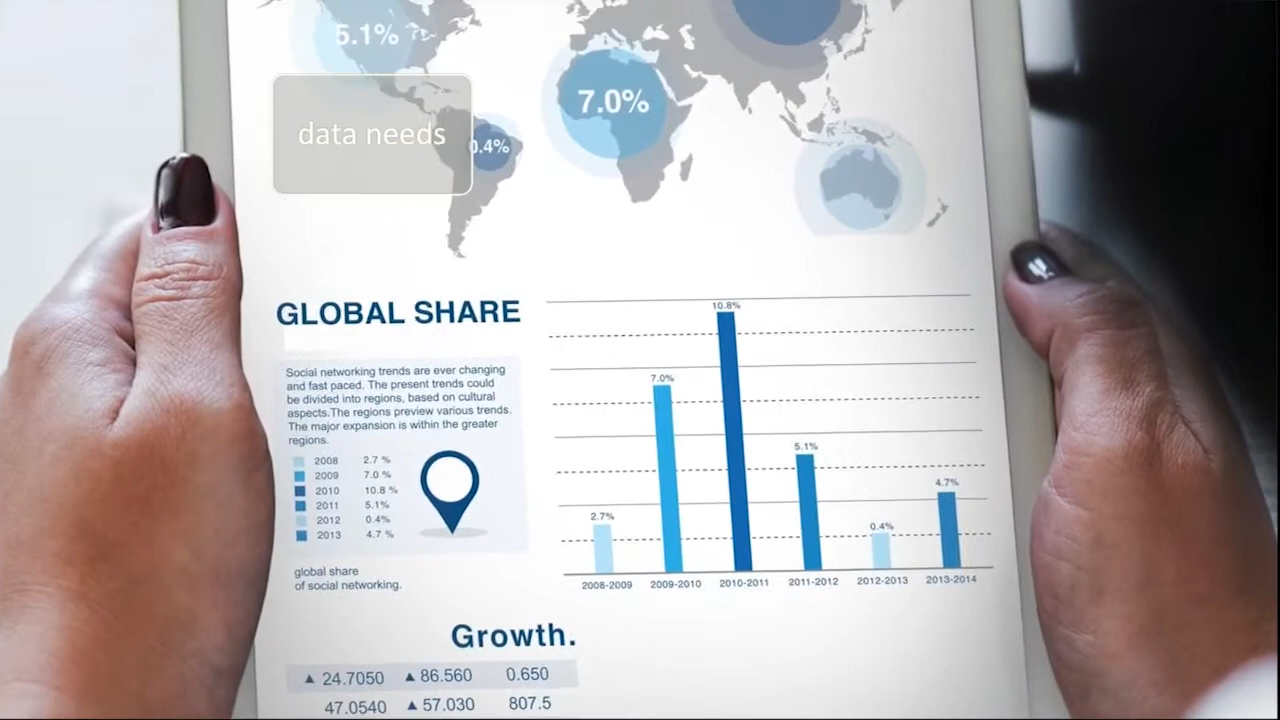 5.1%
7.0%
data needs
0.4%
GLOBAL SHARE
Social networking trends are ever changing
and fast paced. The present trends could
be divided into regions, based on cultural
aspects.The regions preview various trends.
The major expansion is within the greater
regions.
2008 2.7 %
2009 7.0 %
2010 10.8 %
2011 5.1%
2012 0.4%
2013 4.7 %
global share
of social networking.
10.8%
7.0%
5.1%
4.7%
2.7%
0.4%
2008-2009 2009-2010 2010-2011 2011-2012 2012-2013 2013-2014
Growth.
▲ 24.7050 ▲ 86.560 0.650
47.0540 ▲ 57.030 807.5